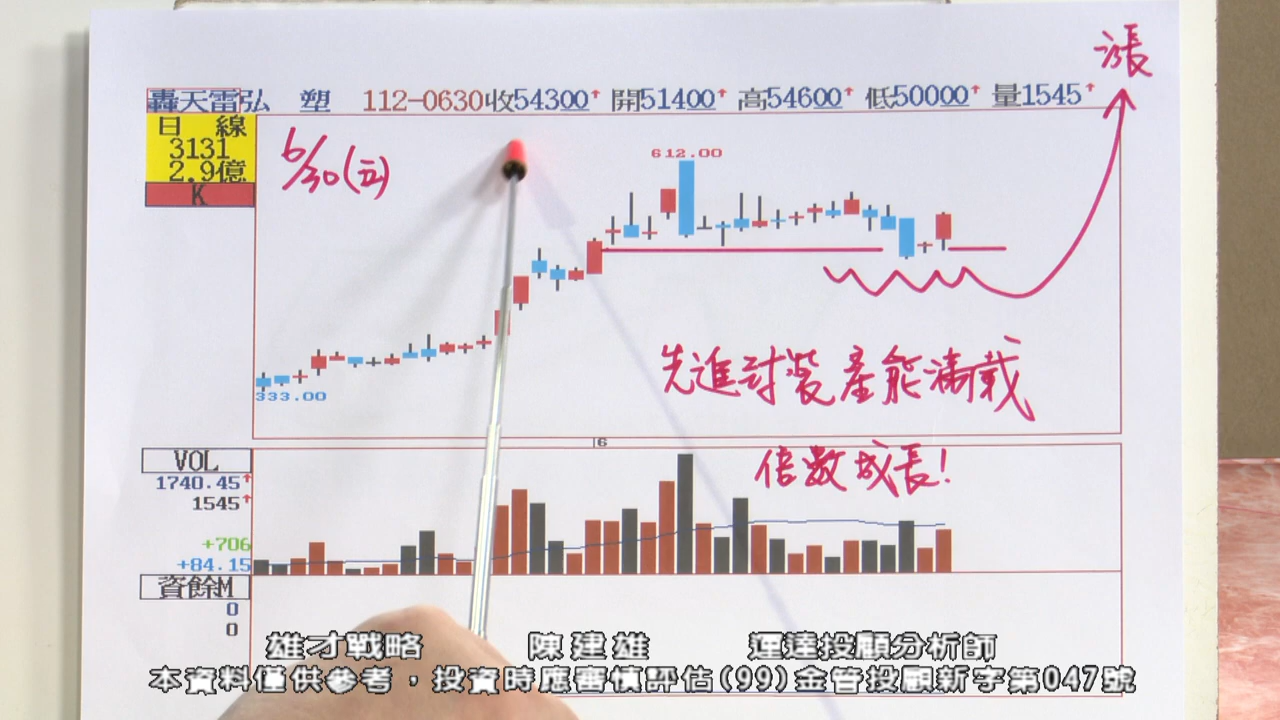 漲
轟天雷弘 塑 112-0630收54300↑ 開51400↑ 高54600↑ 低50000↑ 量1545↑
日 線
3131
2.9億
K
6/30(五)
612.00
333.00
先進封裝產能滿載
6
倍數成長!
VOL
1740.45↑
1545↑
+706
+84.15
資餘M
0
0
雄才戰略 陳建雄 運達投顧分析師
本資料僅供參考，投資時應審慎評估(99)金管投顧新字第047號